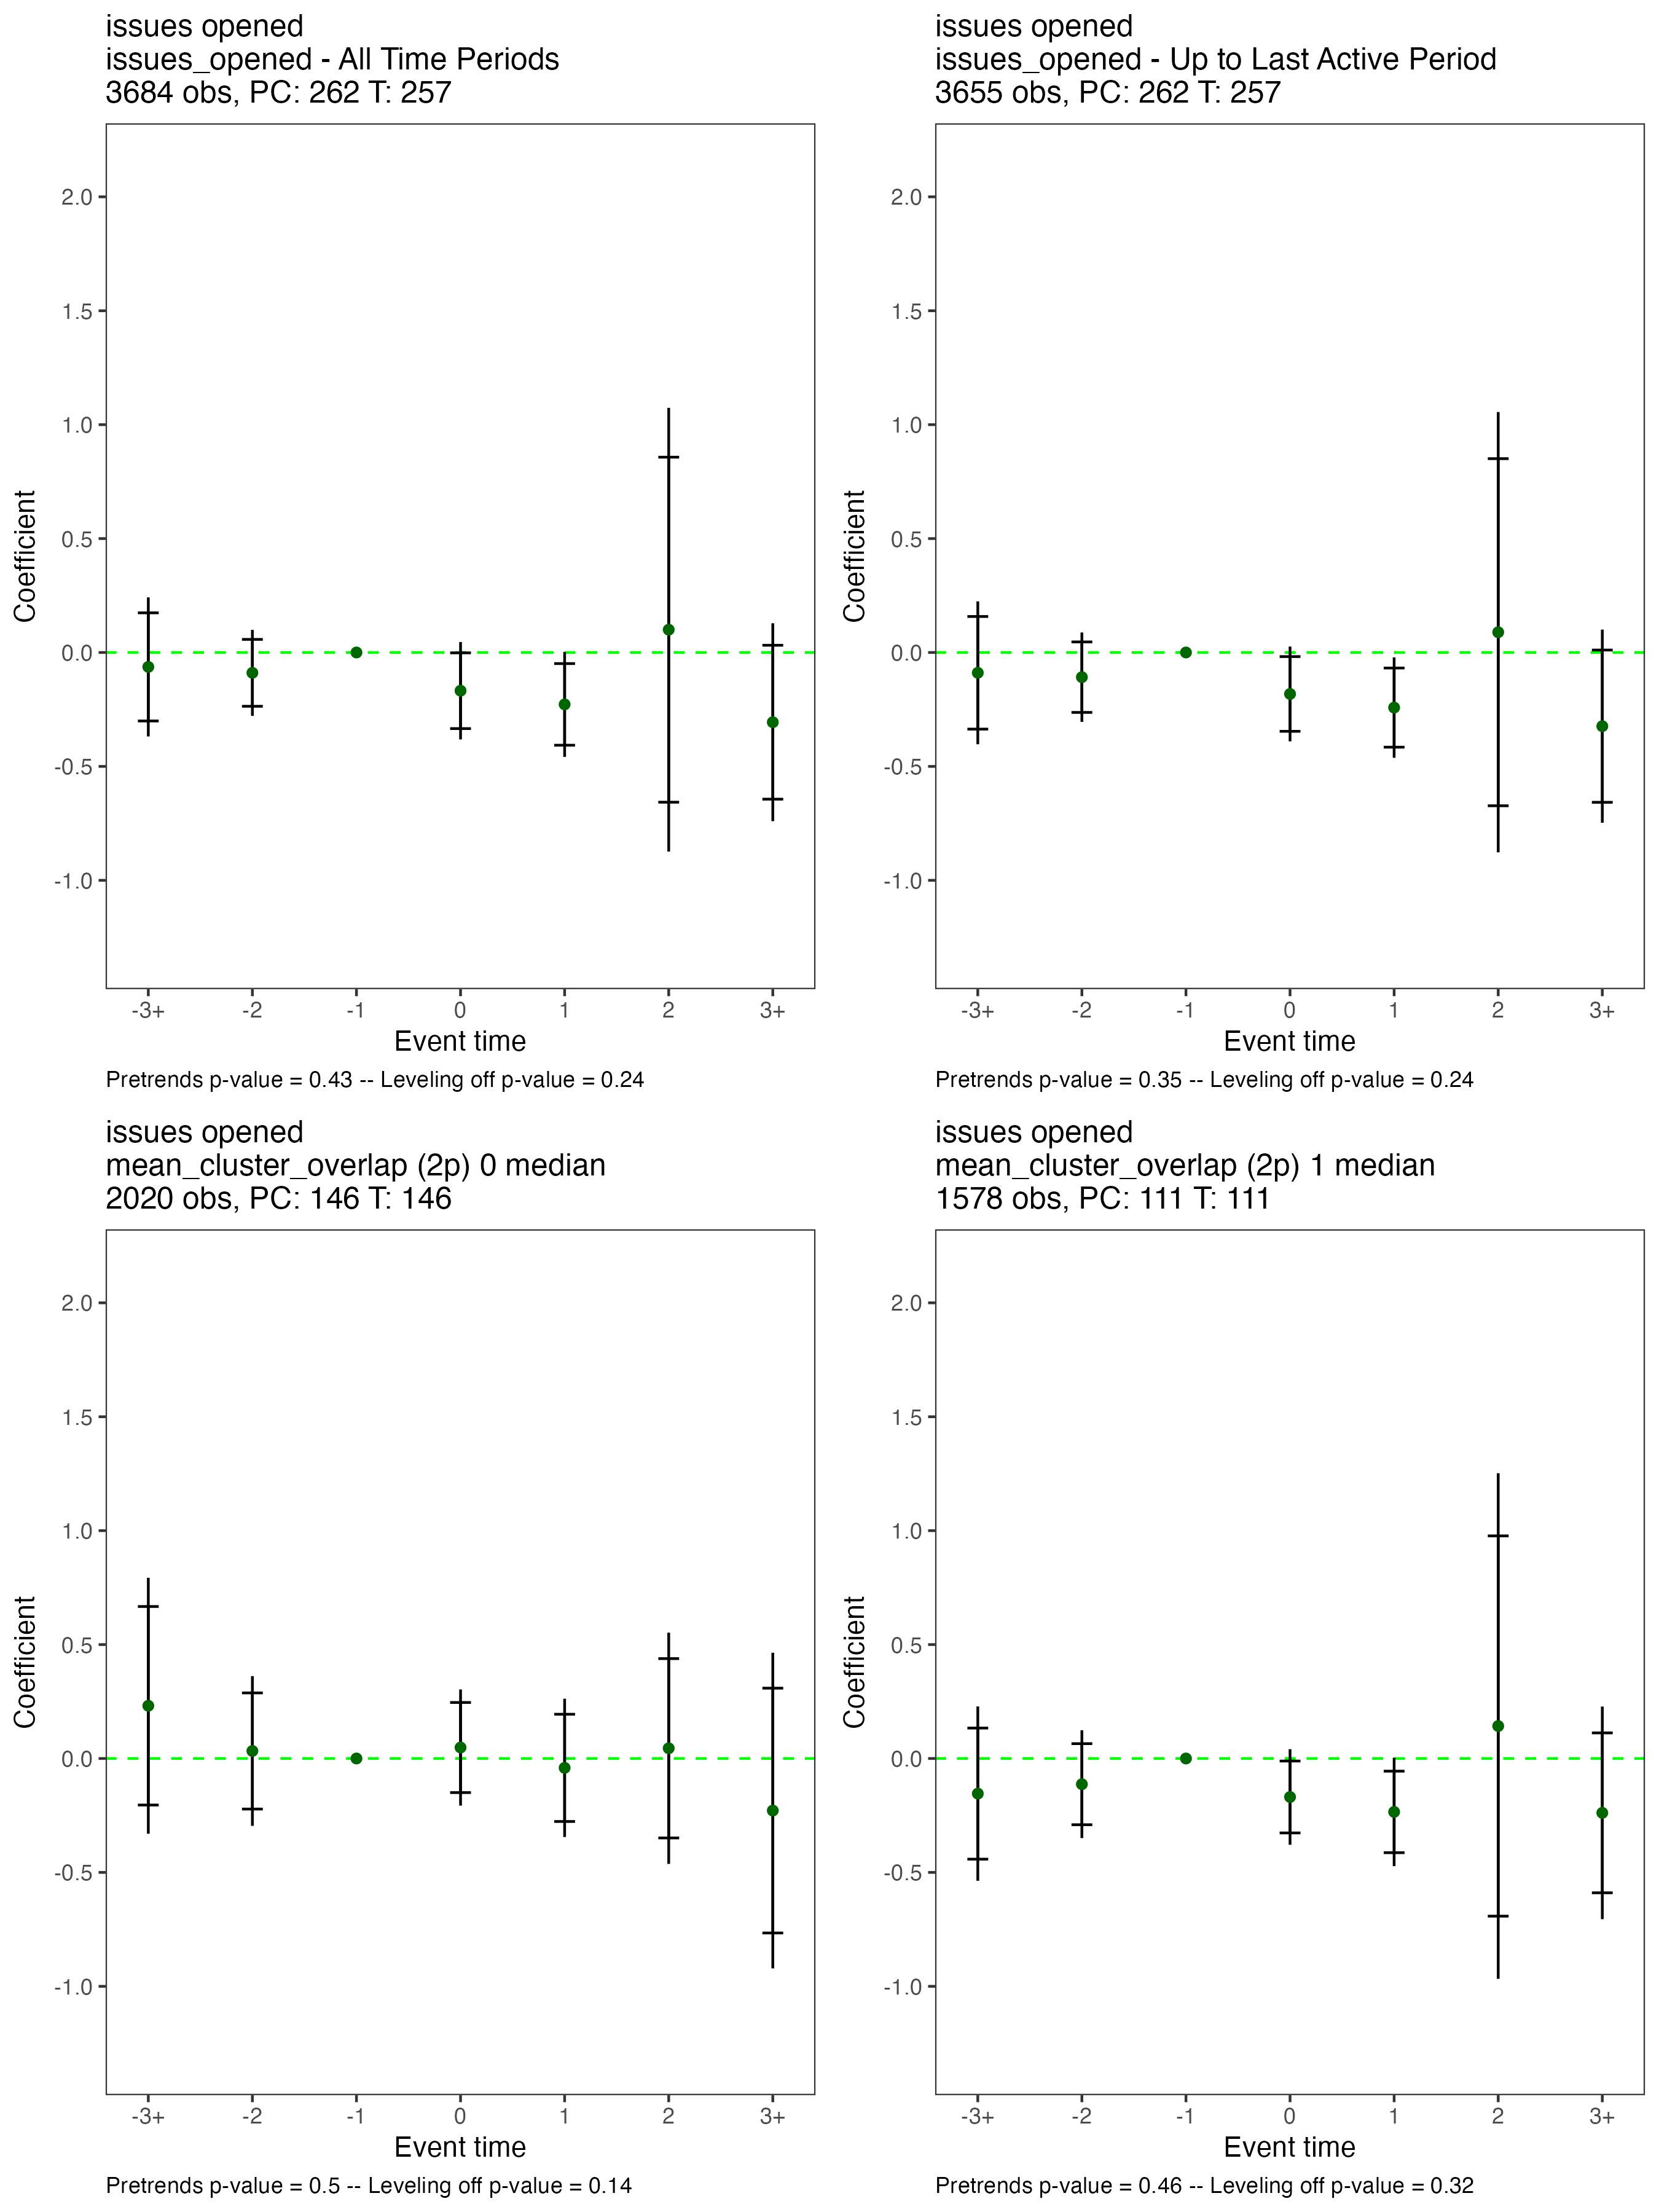 issues opened
issues_opened - All Time Periods
3684 obs, PC: 262 T: 257
2.0
1.5
1.0
0.5
0.0
-0.5
-1.0
Coefficient
-3+ -2 -1 0 1 2 3+
Event time
Pretrends p-value = 0.43 -- Leveling off p-value = 0.24
issues opened
issues_opened - Up to Last Active Period
3655 obs, PC: 262 T: 257
2.0
1.5
1.0
0.5
0.0
-0.5
-1.0
Coefficient
-3+ -2 -1 0 1 2 3+
Event time
Pretrends p-value = 0.35 -- Leveling off p-value = 0.24
issues opened
mean_cluster_overlap (2p) 0 median
2020 obs, PC: 146 T: 146
2.0
1.5
1.0
0.5
0.0
-0.5
-1.0
Coefficient
-3+ -2 -1 0 1 2 3+
Event time
Pretrends p-value = 0.5 -- Leveling off p-value = 0.14
issues opened
mean_cluster_overlap (2p) 1 median
1578 obs, PC: 111 T: 111
2.0
1.5
1.0
0.5
0.0
-0.5
-1.0
Coefficient
-3+ -2 -1 0 1 2 3+
Event time
Pretrends p-value = 0.46 -- Leveling off p-value = 0.32